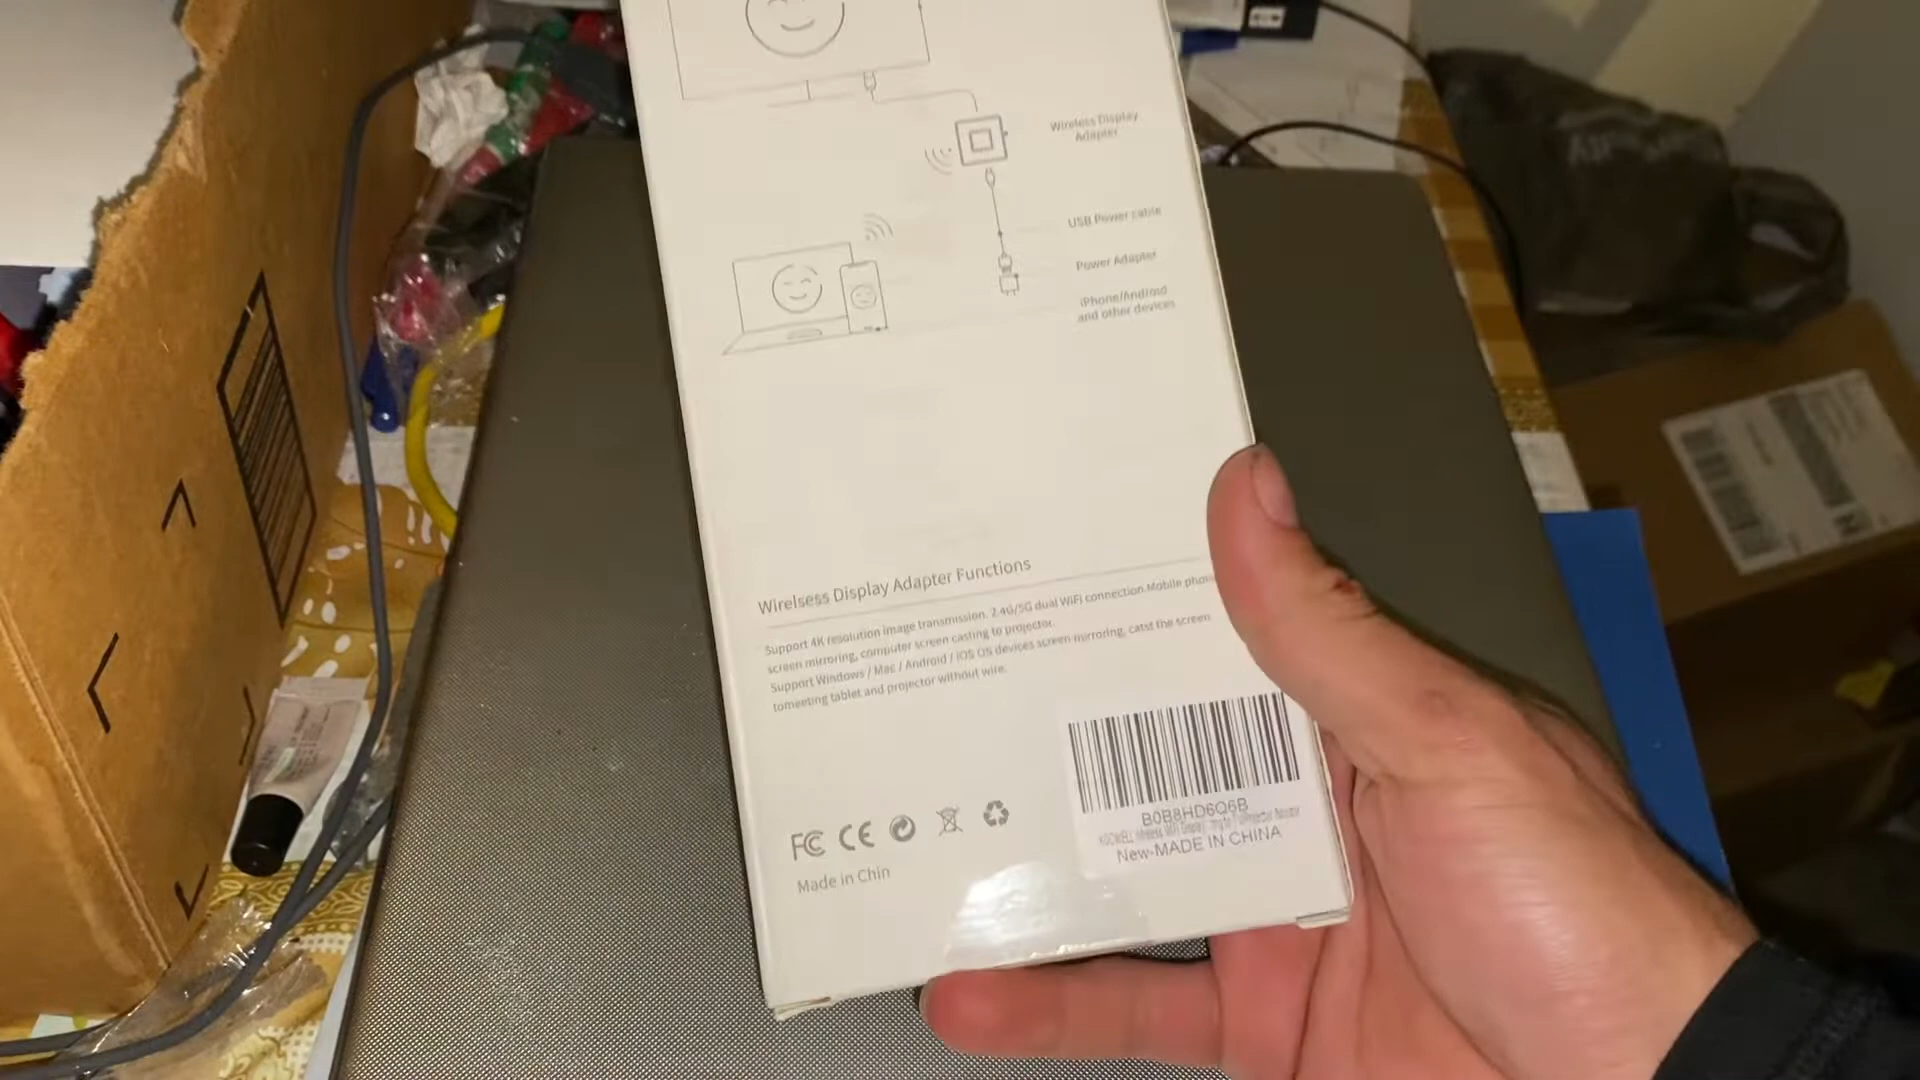 Wireless Display
Adapter
USB Power cable
Power Adapter
iPhone/Android
and other devices
Wirelsess Display Adapter Functions
Support 4K resolution image transmission. 2.4G/5G dual WiFi connection.Mobile phone
screen mirroring, computer screen casting to projector.
Support Windows / Mac / Android / iOS OS devices screen mirroring, catst the screen
tomeeting tablet and projector without wire.
FC CE
Made in Chin
B0B8HD6Q6B
New-MADE IN CHINA